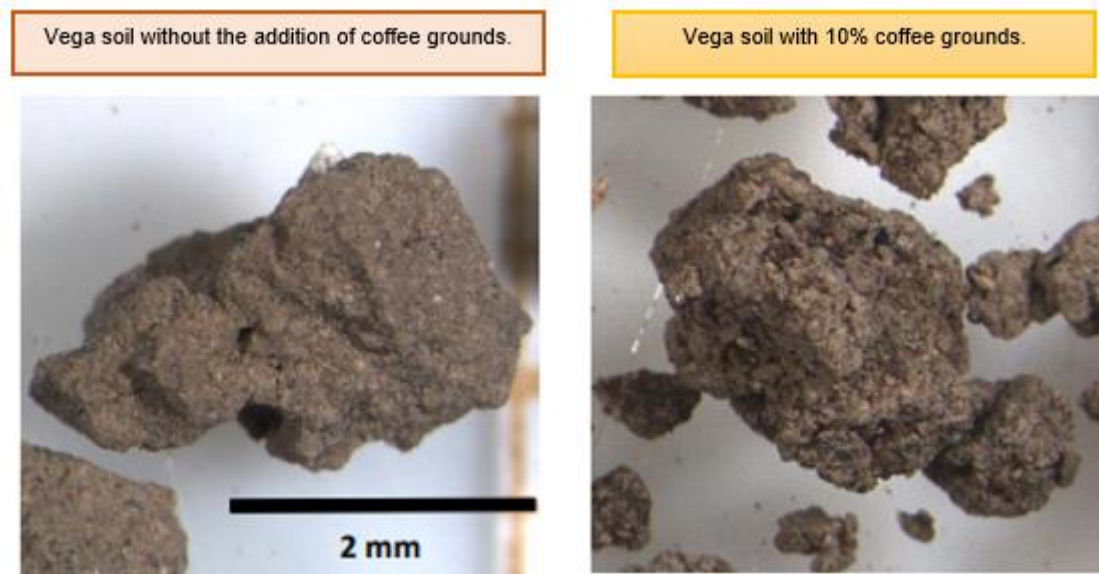 Vega soil without the addition of coffee grounds.
Vega soil with 10% coffee grounds.
2 mm